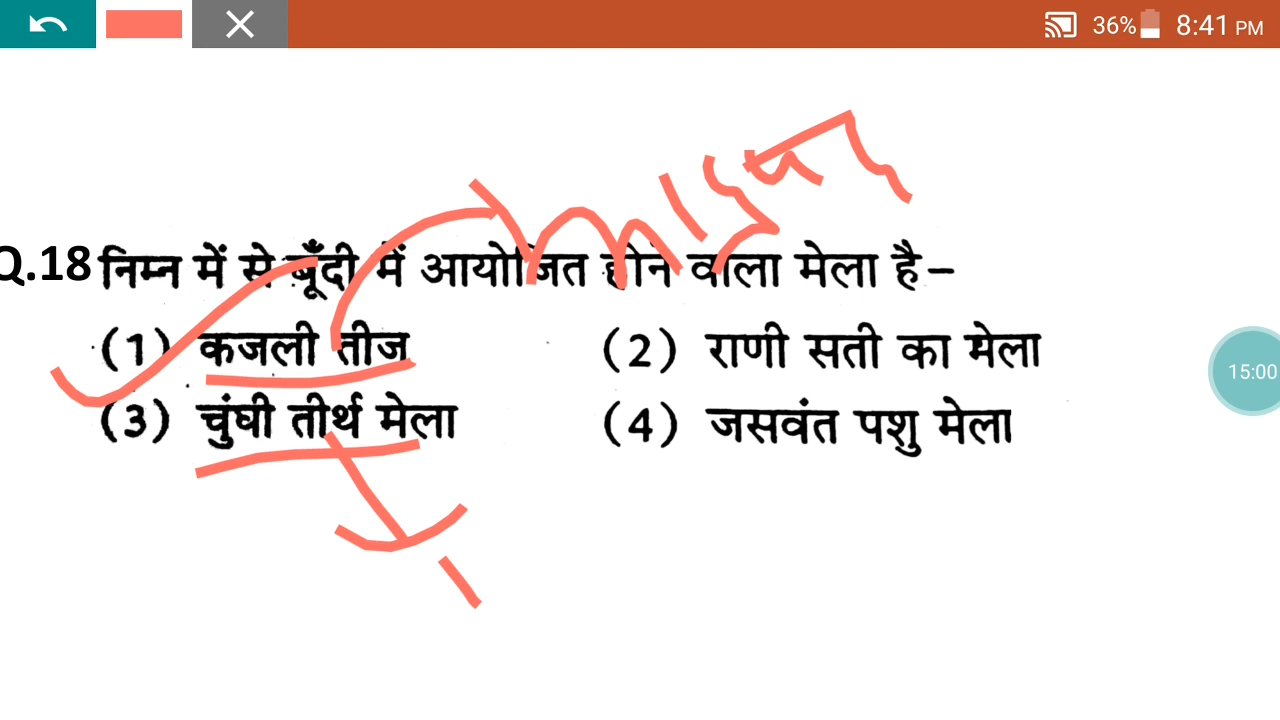 36% 8:41 PM
Q.18 निम्न में से बूँदी में आयोजित होने वाला मेला है–
(1) कजली तीज (2) राणी सती का मेला
15:00
(3) चुंघी तीर्थ मेला (4) जसवंत पशु मेला